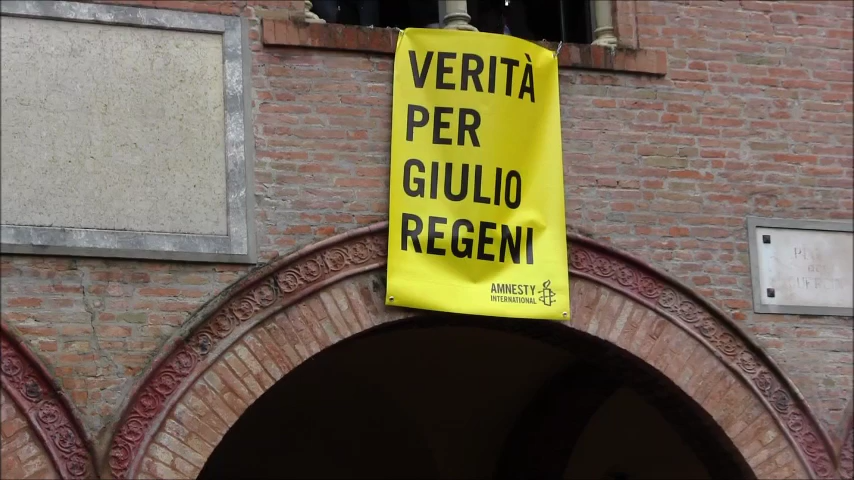 VERITÀ
PER
GIULIO
REGENI
AMNESTY
INTERNATIONAL